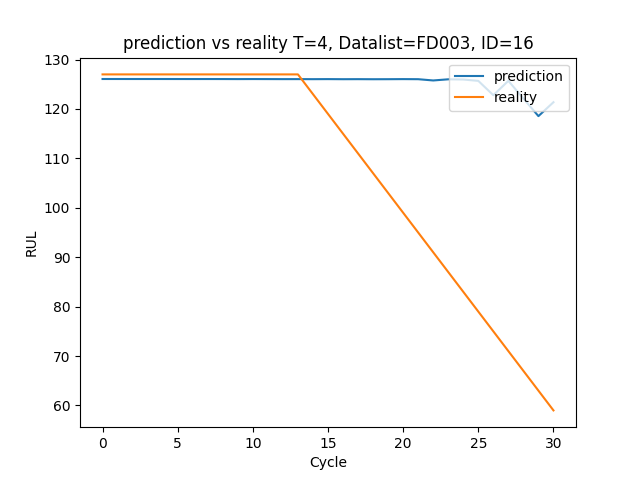 prediction vs reality T=4, Datalist=FD003, ID=16
130
120
110
100
90
80
70
60
RUL
prediction
reality
0 5 10 15 20 25 30
Cycle